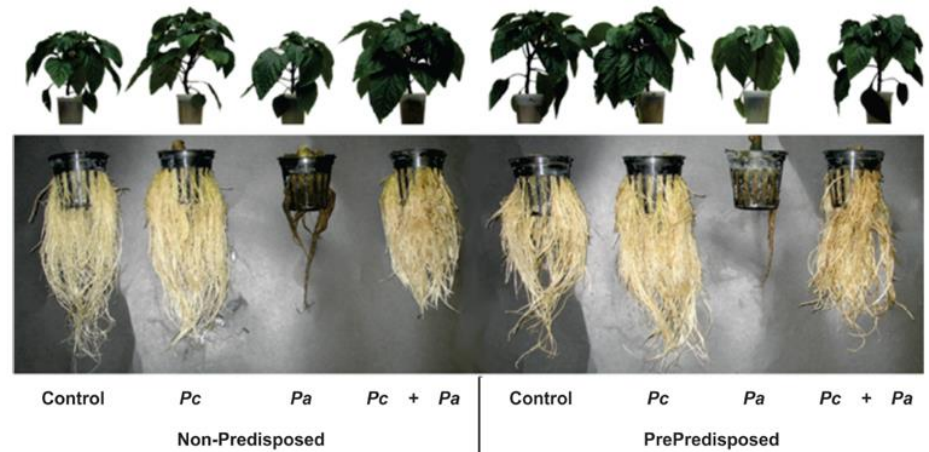 Control Pc Pa Pc + Pa Control Pc Pa Pc + Pa
Non-Predisposed PrePredisposed